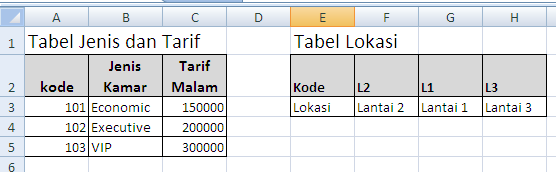 A B C D E F G H
1 Tabel Jenis dan Tarif Tabel Lokasi
Jenis Tarif
2 kode Kamar Malam Kode L2 L1 L3
3 101 Economic 150000 Lokasi Lantai 2 Lantai 1 Lantai 3
4 102 Executive 200000
5 103 VIP 300000
6